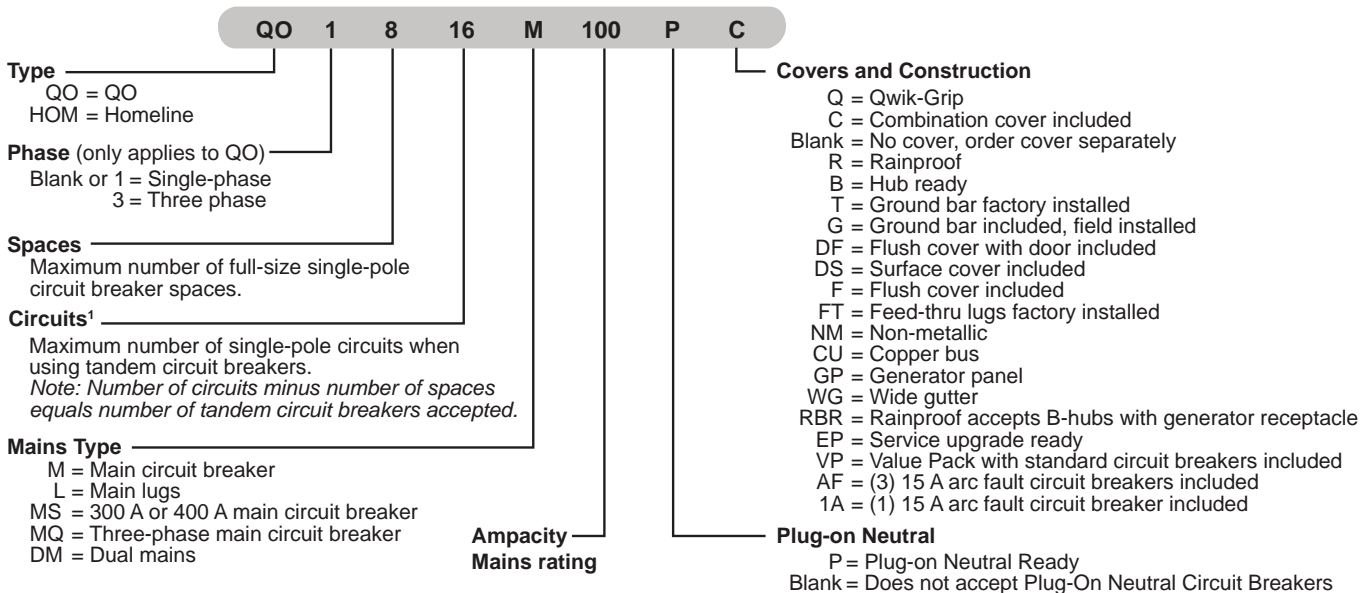 QO 1 8 16 M 100 P C
Type
QO = QO
HOM = Homeline
Phase (only applies to QO)
Blank or 1 = Single-phase
3 = Three phase
Spaces
Maximum number of full-size single-pole
circuit breaker spaces.
Circuits¹
Maximum number of single-pole circuits when
using tandem circuit breakers.
Note: Number of circuits minus number of spaces
equals number of tandem circuit breakers accepted.
Mains Type
M = Main circuit breaker
L = Main lugs
MS = 300 A or 400 A main circuit breaker
MQ = Three-phase main circuit breaker
DM = Dual mains
Ampacity
Mains rating
Covers and Construction
Q = Qwik-Grip
C = Combination cover included
Blank = No cover, order cover separately
R = Rainproof
B = Hub ready
T = Ground bar factory installed
G = Ground bar included, field installed
DF = Flush cover with door included
DS = Surface cover included
F = Flush cover included
FT = Feed-thru lugs factory installed
NM = Non-metallic
CU = Copper bus
GP = Generator panel
WG = Wide gutter
RBR = Rainproof accepts B-hubs with generator receptacle
EP = Service upgrade ready
VP = Value Pack with standard circuit breakers included
AF = (3) 15 A arc fault circuit breakers included
1A = (1) 15 A arc fault circuit breaker included
Plug-on Neutral
P = Plug-on Neutral Ready
Blank = Does not accept Plug-On Neutral Circuit Breakers